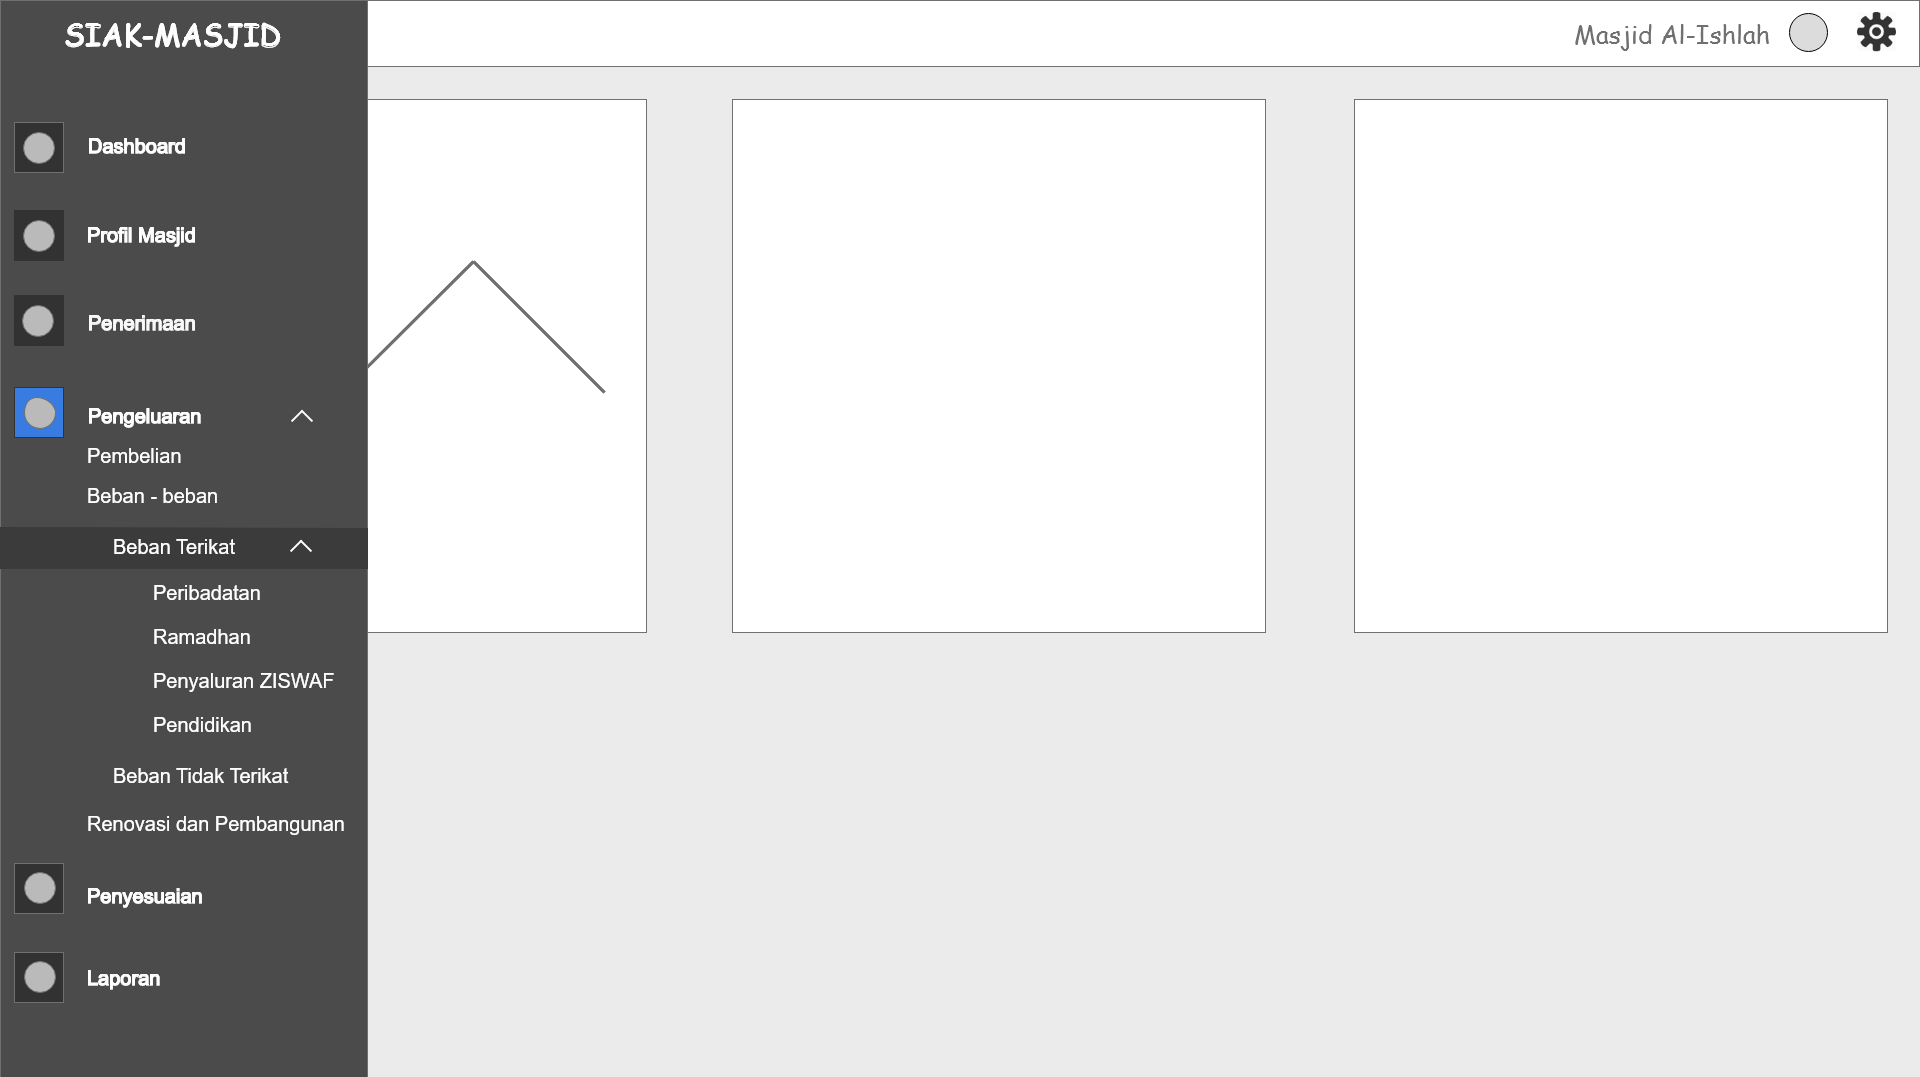 SIAK-MASJID
Masjid Al-Ishlah
Dashboard
Profil Masjid
Penerimaan
Pengeluaran
Pembelian
Beban - beban
Beban Terikat
Peribadatan
Ramadhan
Penyaluran ZISWAF
Pendidikan
Beban Tidak Terikat
Renovasi dan Pembangunan
Penyesuaian
Laporan